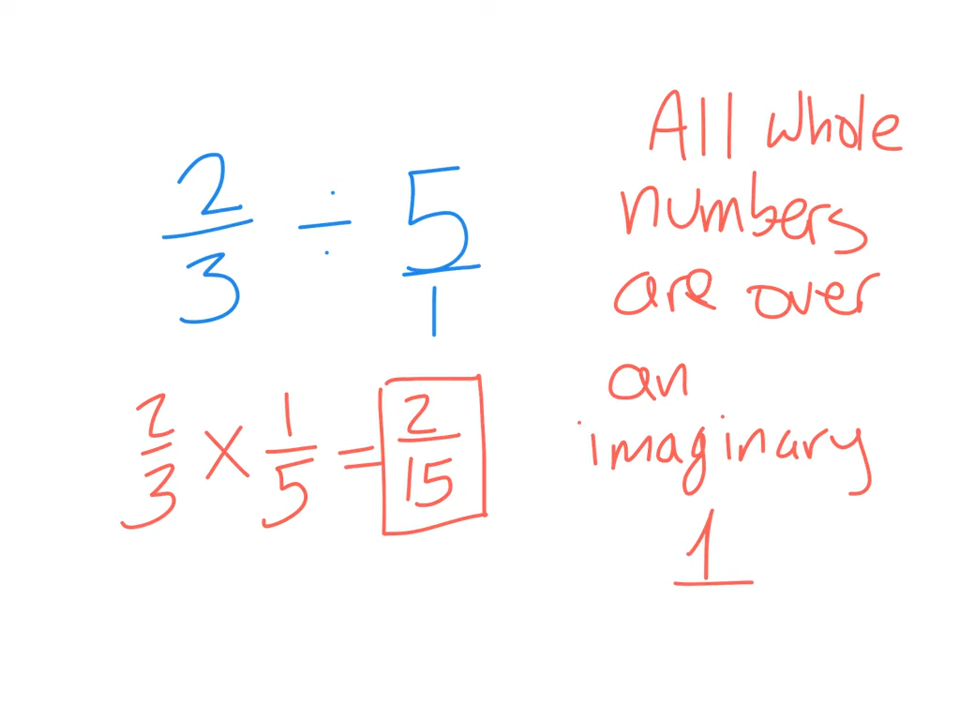 2/3 ÷ 5/1
2/3 × 1/5 = 2/15
All whole
numbers
are over
an
imaginary
1